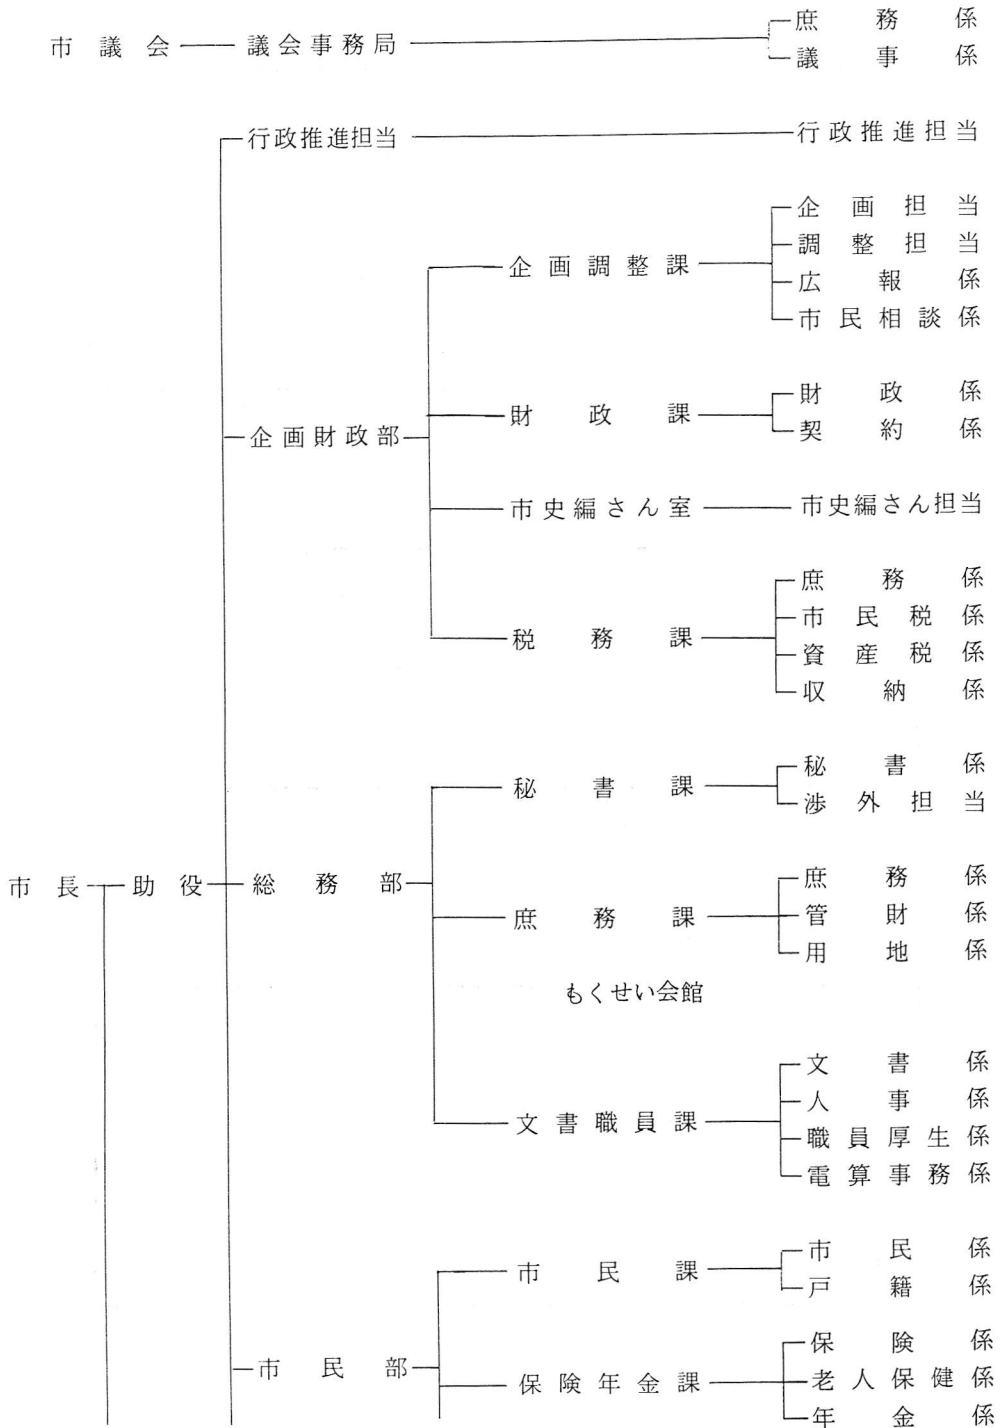 市議会 議会事務局 庶務係
議事係
行政推進担当 行政推進担当
企画担当
調整担当
企画調整課
広報係
市民相談係
財政係
財政課
契約係
企画財政部
市史編さん室 市史編さん担当
庶務係
市民税係
税務課
資産税係
収納係
秘書係
秘書課
渉外担当
市長 助役 総務部
庶務係
庶務課 管財係
用地係
もくせい会館
文書係
人事係
文書職員課
職員厚生係
電算事務係
市民係
市民課
戸籍係
市民部
保険係
保険年金課 老人保健係
年金係